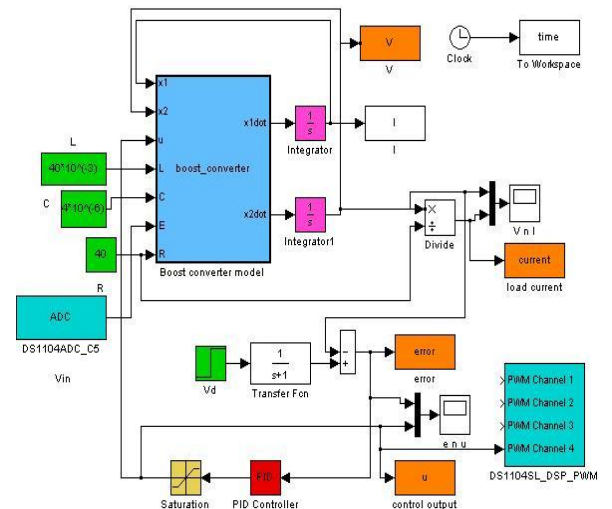 V
V
time
Clock
To Workspace
x1
x2
u
L
C
E
R
x1dot
x2dot
boost_converter
Boost converter model
1
s
Integrator
I
I
L
40*10^(-3)
C
4*10^(-6)
40
R
1
s
Integrator1
×
÷
Divide
V n I
current
load current
ADC
DS1104ADC_C5
Vin
Vd
1
s+1
Transfer Fcn
−
+
error
error
e n u
PWM Channel 1
PWM Channel 2
PWM Channel 3
PWM Channel 4
DS1104SL_DSP_PWM
Saturation
PID
PID Controller
u
control output